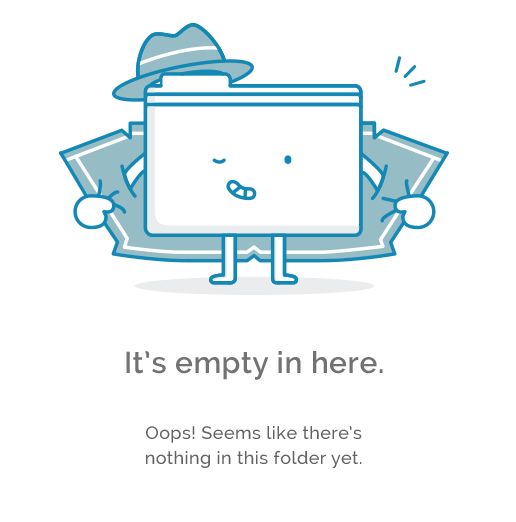 It's empty in here.
Oops! Seems like there's
nothing in this folder yet.